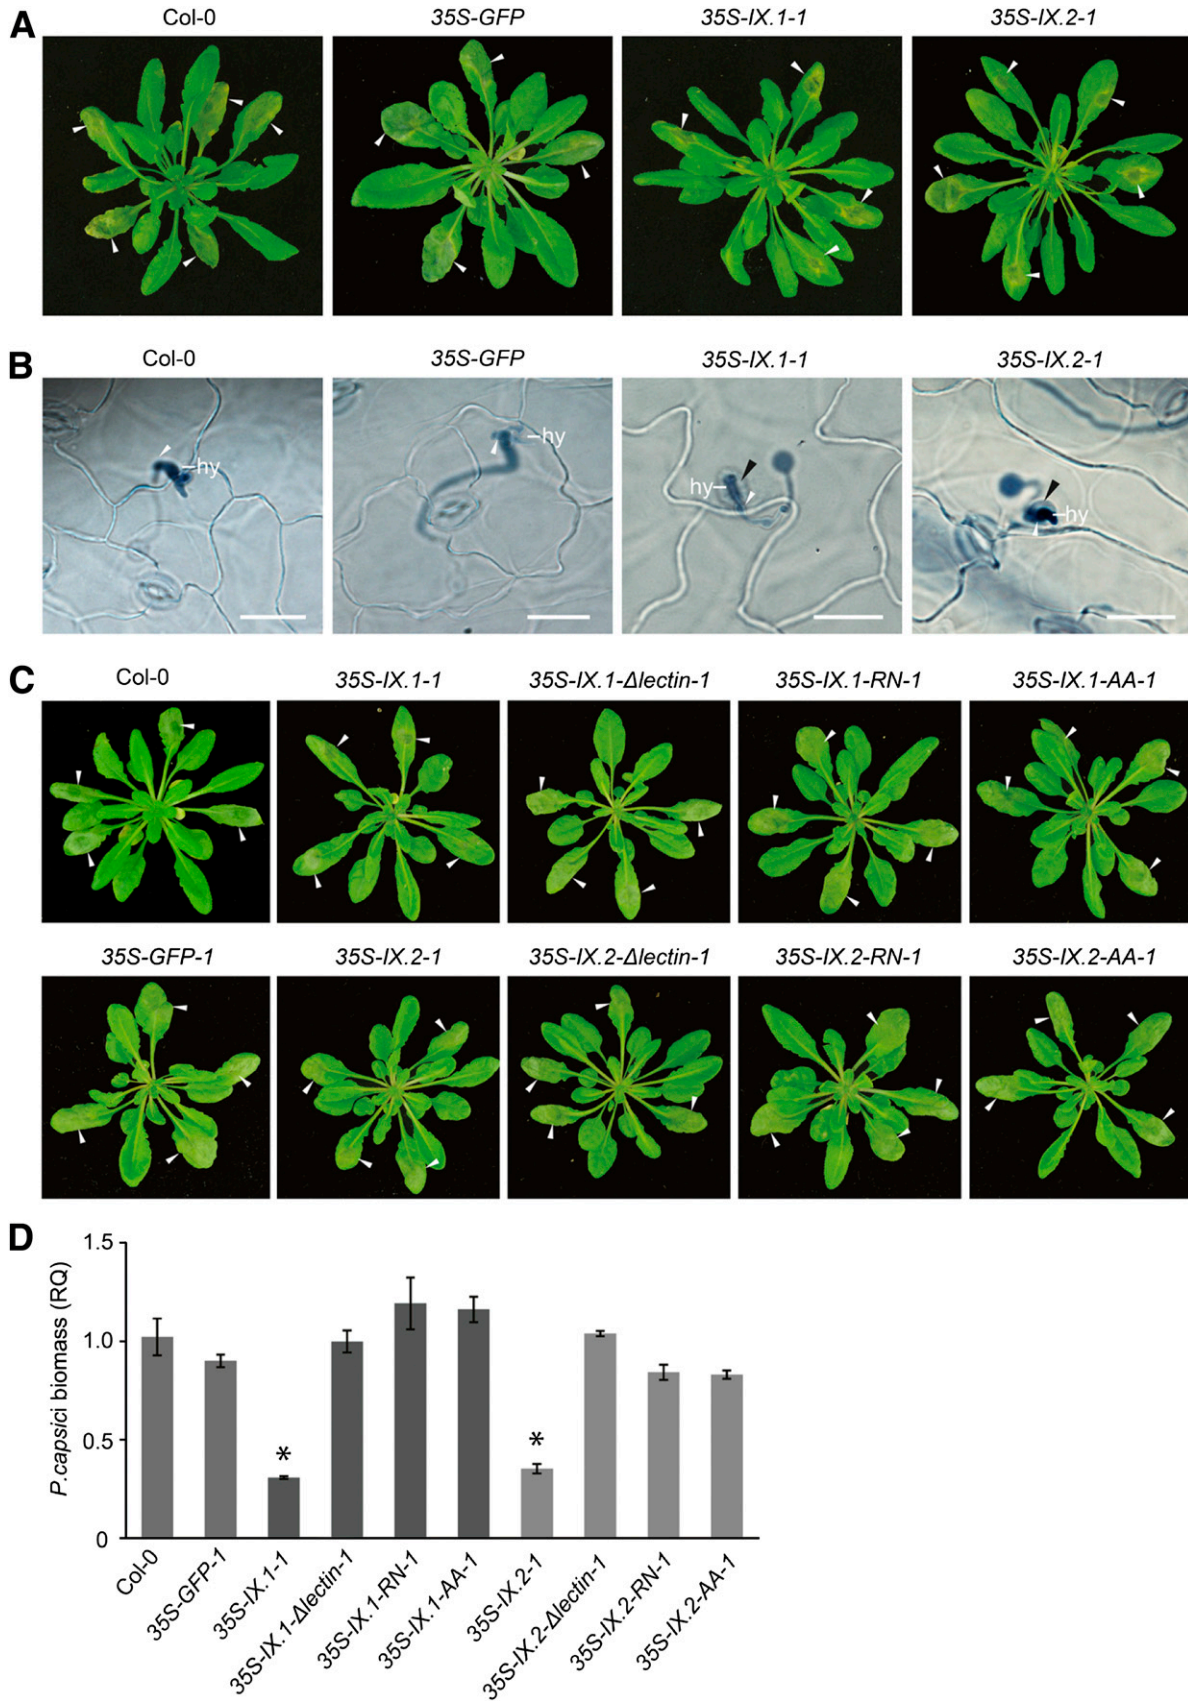 A
Col-0
35S-GFP
35S-IX.1-1
35S-IX.2-1
B
Col-0
35S-GFP
35S-IX.1-1
35S-IX.2-1
hy
hy
hy
hy
C
Col-0
35S-IX.1-1
35S-IX.1-Δlectin-1
35S-IX.1-RN-1
35S-IX.1-AA-1
35S-GFP-1
35S-IX.2-1
35S-IX.2-Δlectin-1
35S-IX.2-RN-1
35S-IX.2-AA-1
D
P.capsici biomass (RQ)
1.5
1.0
0.5
0
*
*
Col-0
35S-GFP-1
35S-IX.1-1
35S-IX.1-Δlectin-1
35S-IX.1-RN-1
35S-IX.1-AA-1
35S-IX.2-1
35S-IX.2-Δlectin-1
35S-IX.2-RN-1
35S-IX.2-AA-1